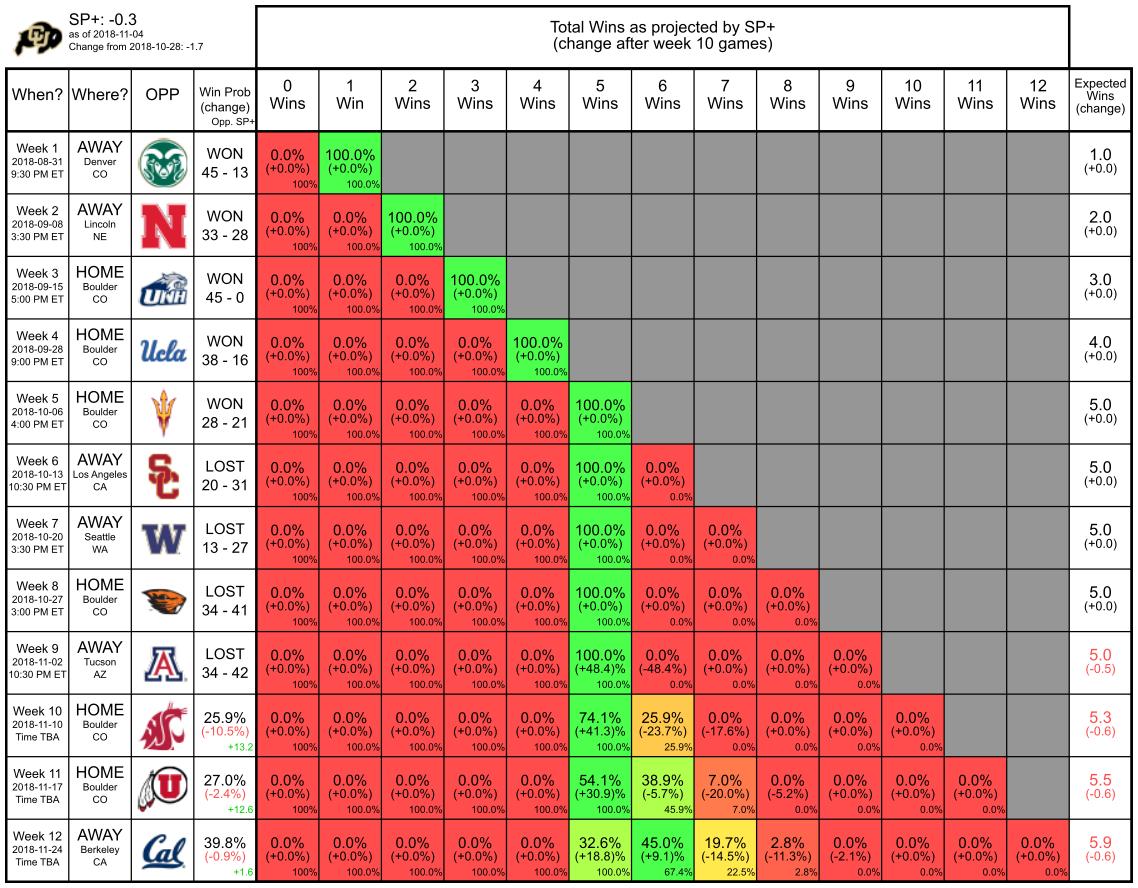 SP+: -0.3
as of 2018-11-04
Change from 2018-10-28: -1.7
CU
Total Wins as projected by SP+
(change after week 10 games)
When? Where? OPP Win Prob (change) Opp. SP+ 0 Wins 1 Win 2 Wins 3 Wins 4 Wins 5 Wins 6 Wins 7 Wins 8 Wins 9 Wins 10 Wins 11 Wins 12 Wins Expected Wins (change)
Week 1 AWAY WON 0.0% 100.0% 1.0
2018-08-31 Denver 45 - 13 (+0.0%) (+0.0%) (+0.0)
9:30 PM ET CO 100% 100.0%
Week 2 AWAY N WON 0.0% 0.0% 100.0% 2.0
2018-09-08 Lincoln 33 - 28 (+0.0%) (+0.0%) (+0.0%) (+0.0)
3:30 PM ET NE 100% 100.0% 100.0%
Week 3 HOME UNH WON 0.0% 0.0% 0.0% 100.0% 3.0
2018-09-15 Boulder 45 - 0 (+0.0%) (+0.0%) (+0.0%) (+0.0%) (+0.0)
5:00 PM ET CO 100% 100.0% 100.0% 100.0%
Week 4 HOME Ucla WON 0.0% 0.0% 0.0% 0.0% 100.0% 4.0
2018-09-28 Boulder 38 - 16 (+0.0%) (+0.0%) (+0.0%) (+0.0%) (+0.0%) (+0.0)
9:00 PM ET CO 100% 100.0% 100.0% 100.0% 100.0%
Week 5 HOME WON 0.0% 0.0% 0.0% 0.0% 0.0% 100.0% 5.0
2018-10-06 Boulder 28 - 21 (+0.0%) (+0.0%) (+0.0%) (+0.0%) (+0.0%) (+0.0%) (+0.0)
4:00 PM ET CO 100% 100.0% 100.0% 100.0% 100.0% 100.0%
Week 6 AWAY SC LOST 0.0% 0.0% 0.0% 0.0% 0.0% 100.0% 0.0% 5.0
2018-10-13 Los Angeles 20 - 31 (+0.0%) (+0.0%) (+0.0%) (+0.0%) (+0.0%) (+0.0%) (+0.0%) (+0.0)
10:30 PM ET CA 100% 100.0% 100.0% 100.0% 100.0% 100.0% 0.0%
Week 7 AWAY W LOST 0.0% 0.0% 0.0% 0.0% 0.0% 100.0% 0.0% 0.0% 5.0
2018-10-20 Seattle 13 - 27 (+0.0%) (+0.0%) (+0.0%) (+0.0%) (+0.0%) (+0.0%) (+0.0%) (+0.0%) (+0.0)
3:30 PM ET WA 100% 100.0% 100.0% 100.0% 100.0% 100.0% 0.0% 0.0%
Week 8 HOME LOST 0.0% 0.0% 0.0% 0.0% 0.0% 100.0% 0.0% 0.0% 0.0% 5.0
2018-10-27 Boulder 34 - 41 (+0.0%) (+0.0%) (+0.0%) (+0.0%) (+0.0%) (+0.0%) (+0.0%) (+0.0%) (+0.0%) (+0.0)
3:00 PM ET CO 100% 100.0% 100.0% 100.0% 100.0% 100.0% 0.0% 0.0% 0.0%
Week 9 AWAY A LOST 0.0% 0.0% 0.0% 0.0% 0.0% 100.0% 0.0% 0.0% 0.0% 0.0% 5.0
2018-11-02 Tucson 34 - 42 (+0.0%) (+0.0%) (+0.0%) (+0.0%) (+0.0%) (+48.4)% (-48.4%) (+0.0%) (+0.0%) (+0.0%) (-0.5)
10:30 PM ET AZ 100% 100.0% 100.0% 100.0% 100.0% 100.0% 0.0% 0.0% 0.0% 0.0%
Week 10 HOME 25.9% 0.0% 0.0% 0.0% 0.0% 0.0% 74.1% 25.9% 0.0% 0.0% 0.0% 0.0% 5.3
2018-11-10 Boulder (-10.5%) (+0.0%) (+0.0%) (+0.0%) (+0.0%) (+0.0%) (+41.3)% (-23.7%) (-17.6%) (+0.0%) (+0.0%) (+0.0%) (-0.6)
Time TBA CO +13.2 100% 100.0% 100.0% 100.0% 100.0% 100.0% 25.9% 0.0% 0.0% 0.0% 0.0%
Week 11 HOME U 27.0% 0.0% 0.0% 0.0% 0.0% 0.0% 54.1% 38.9% 7.0% 0.0% 0.0% 0.0% 0.0% 5.5
2018-11-17 Boulder (-2.4%) (+0.0%) (+0.0%) (+0.0%) (+0.0%) (+0.0%) (+30.9)% (-5.7%) (-20.0%) (-5.2%) (+0.0%) (+0.0%) (+0.0%) (-0.6)
Time TBA CO +12.6 100% 100.0% 100.0% 100.0% 100.0% 100.0% 45.9% 7.0% 0.0% 0.0% 0.0% 0.0%
Week 12 AWAY Cal 39.8% 0.0% 0.0% 0.0% 0.0% 0.0% 32.6% 45.0% 19.7% 2.8% 0.0% 0.0% 0.0% 0.0% 5.9
2018-11-24 Berkeley (-0.9%) (+0.0%) (+0.0%) (+0.0%) (+0.0%) (+0.0%) (+18.8)% (+9.1)% (-14.5%) (-11.3%) (-2.1%) (+0.0%) (+0.0%) (+0.0%) (-0.6)
Time TBA CA +1.6 100% 100.0% 100.0% 100.0% 100.0% 100.0% 67.4% 22.5% 2.8% 0.0% 0.0% 0.0% 0.0%